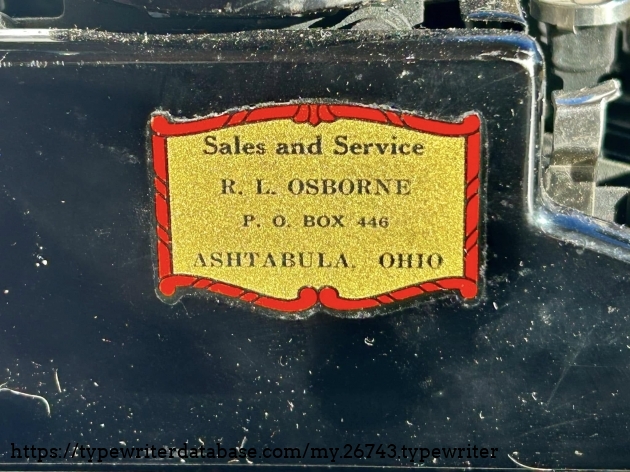 Sales and Service
R. L. OSBORNE
P. O. BOX 446
ASHTABULA, OHIO
https://typewriterdatabase.com/my.26743.typewriter